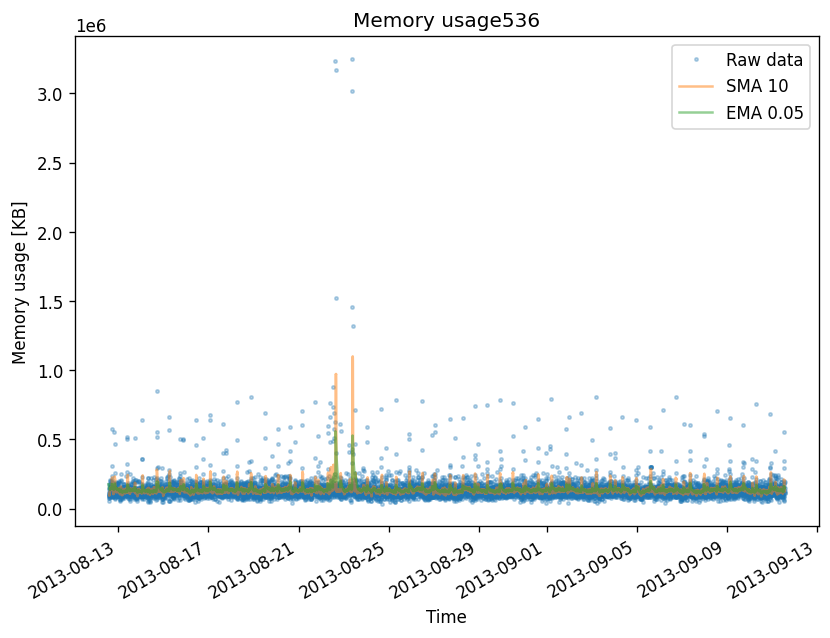 Memory usage536
1e6
Raw data
SMA 10
EMA 0.05
3.0
2.5
2.0
1.5
1.0
0.5
0.0
Memory usage [KB]
2013-08-13
2013-08-17
2013-08-21
2013-08-25
2013-08-29
2013-09-01
2013-09-05
2013-09-09
2013-09-13
Time